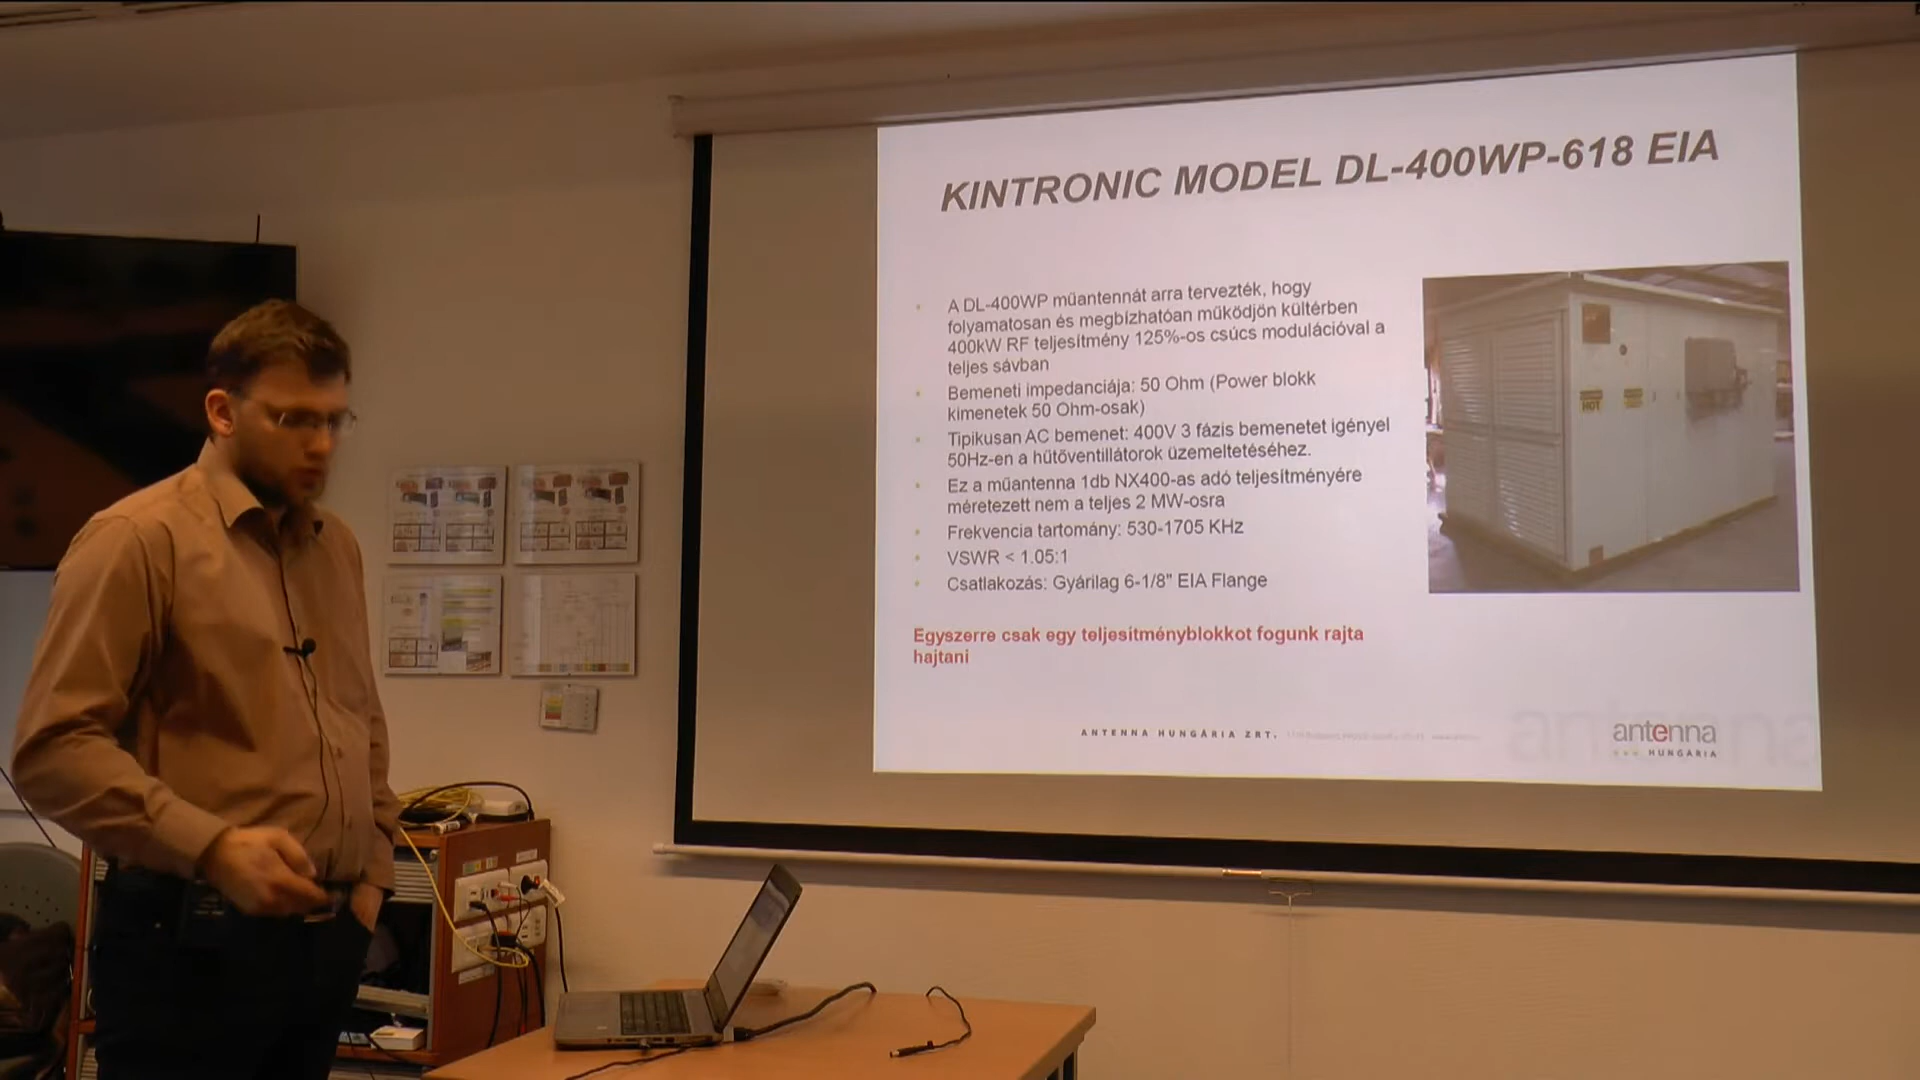 KINTRONIC MODEL DL-400WP-618 EIA
A DL-400WP műantennát arra tervezték, hogy
folyamatosan és megbízhatóan működjön kültérben
400kW RF teljesítmény 125%-os csúcs modulációval a
teljes sávban
Bemeneti impedanciája: 50 Ohm (Power blokk
kimenetek 50 Ohm-osak)
Tipikusan AC bemenet: 400V 3 fázis bemenetet igényel
50Hz-en a hűtőventillátorok üzemeltetéséhez.
Ez a műantenna 1db NX400-as adó teljesítményére
méretezett nem a teljes 2 MW-osra
Frekvencia tartomány: 530-1705 KHz
VSWR < 1.05:1
Csatlakozás: Gyárilag 6-1/8" EIA Flange
HOT
Egyszerre csak egy teljesítményblokkot fogunk rajta
hajtani
ANTENNA HUNGÁRIA ZRT.
antenna
HUNGÁRIA